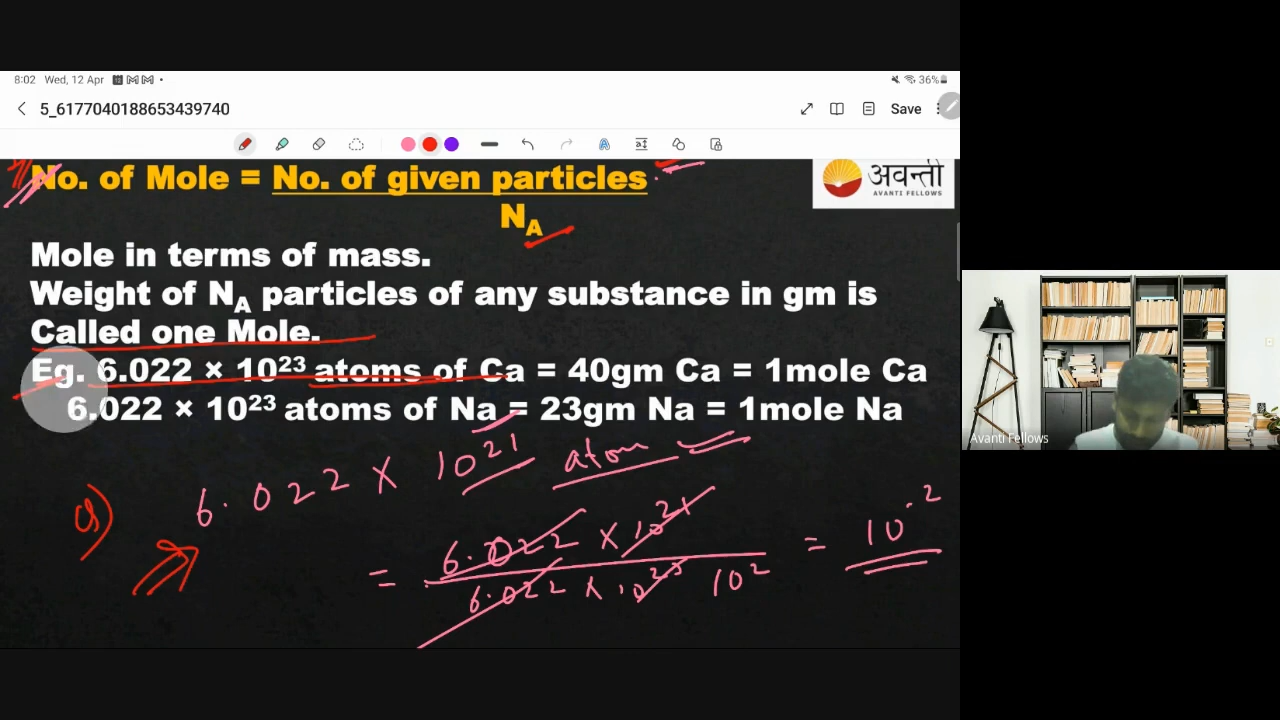 8:02 Wed, 12 Apr
36%
5_6177040188653439740
Save
No. of Mole = No. of given particles
N_A
अवन्ती
AVANTI FELLOWS
Mole in terms of mass.
Weight of N_A particles of any substance in gm is
Called one Mole.
Eg. 6.022 × 10²³ atoms of Ca = 40gm Ca = 1mole Ca
6.022 × 10²³ atoms of Na = 23gm Na = 1mole Na
Q) 6.022 × 10²¹ atom
= 6.022 × 10²¹
6.022 × 10²³ 10² = 10⁻²
Avanti Fellows